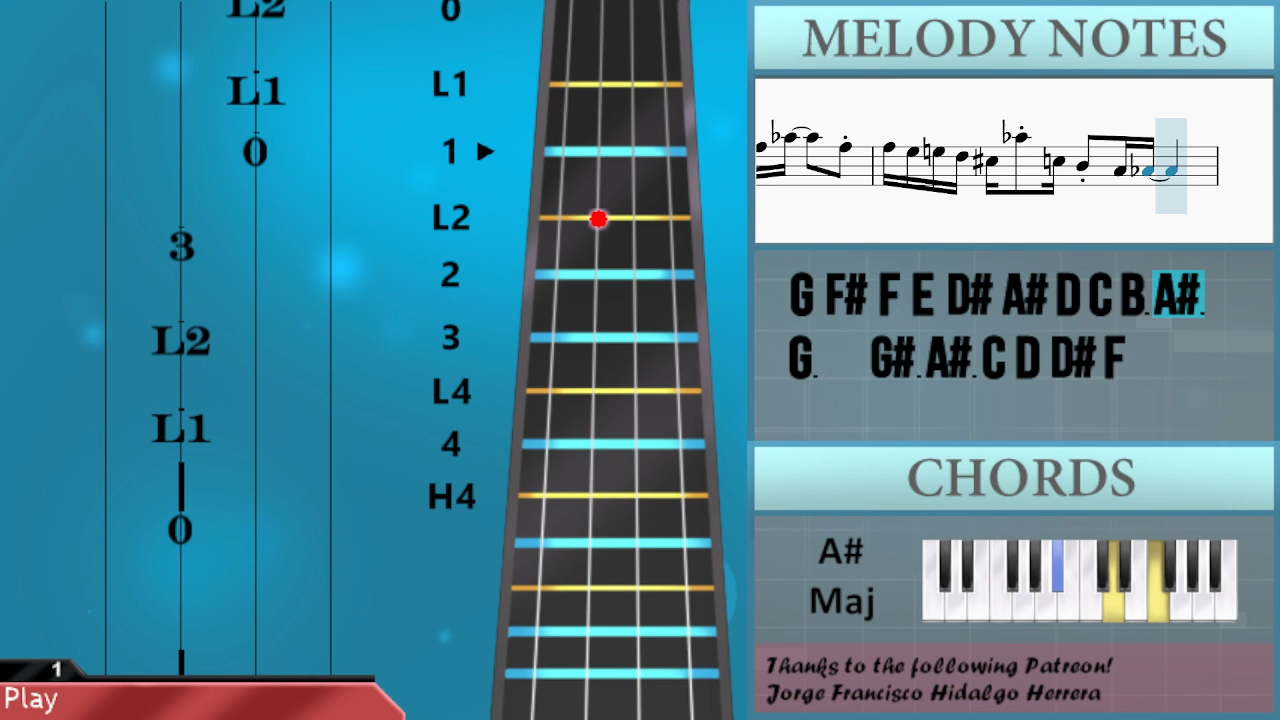 L2
L1
0
3
L2
L1
0
1
Play
0
L1
1
L2
2
3
L4
4
H4
MELODY NOTES
G F# F E D# A# D C B. A#.
G. G#. A#. C D D# F
CHORDS
A#
Maj
Thanks to the following Patreon!
Jorge Francisco Hidalgo Herrera